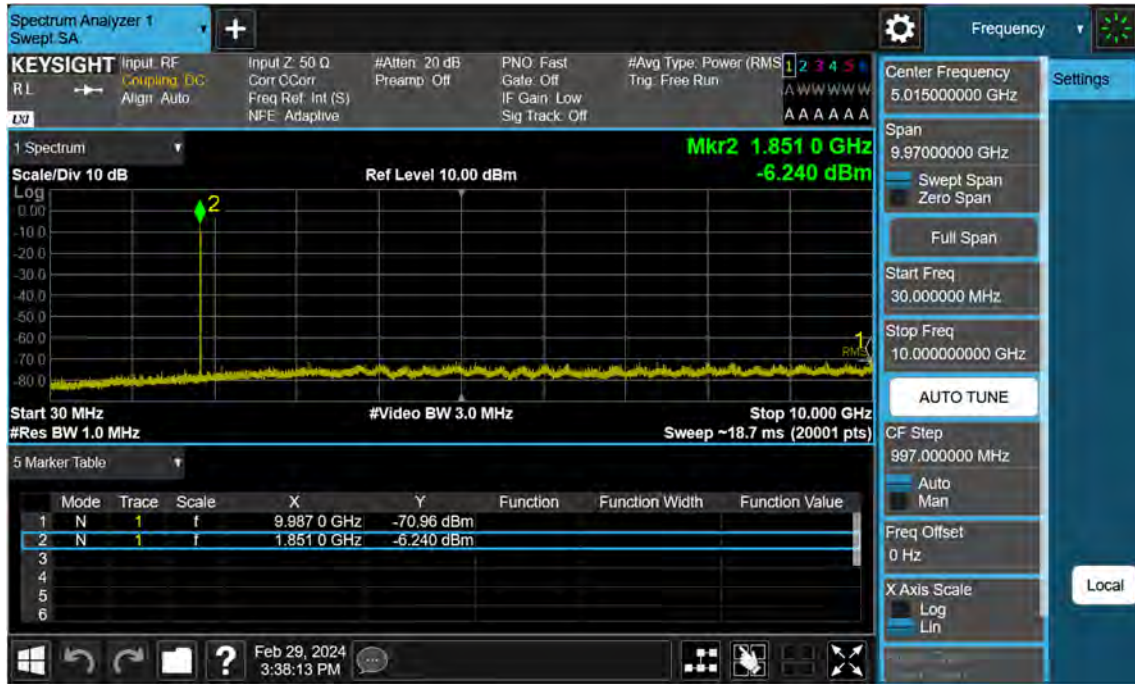 Spectrum Analyzer 1
Swept SA
Frequency
KEYSIGHT
RL
LXI
Input: RF
Coupling: DC
Align: Auto
Input Z: 50 Ω
Corr CCorr
Freq Ref: Int (S)
NFE: Adaptive
#Atten: 20 dB
Preamp: Off
PNO: Fast
Gate: Off
IF Gain: Low
Sig Track: Off
#Avg Type: Power (RMS
Trig: Free Run
1 2 3 4 5 6
A W W W W W
A A A A A A
1 Spectrum
Mkr2 1.851 0 GHz
Scale/Div 10 dB
Ref Level 10.00 dBm
-6.240 dBm
Log
0.00
2
-10.0
-20.0
-30.0
-40.0
-50.0
-60.0
1
RMS
-70.0
-80.0
Start 30 MHz
#Video BW 3.0 MHz
Stop 10.000 GHz
#Res BW 1.0 MHz
Sweep ~18.7 ms (20001 pts)
5 Marker Table
Mode Trace Scale X Y Function Function Width Function Value
1 N 1 f 9.987 0 GHz -70.96 dBm
2 N 1 f 1.851 0 GHz -6.240 dBm
3
4
5
6
Feb 29, 2024
3:38:13 PM
Center Frequency
5.015000000 GHz
Settings
Span
9.97000000 GHz
Swept Span
Zero Span
Full Span
Start Freq
30.000000 MHz
Stop Freq
10.000000000 GHz
AUTO TUNE
CF Step
997.000000 MHz
Auto
Man
Freq Offset
0 Hz
X Axis Scale
Log
Lin
Local